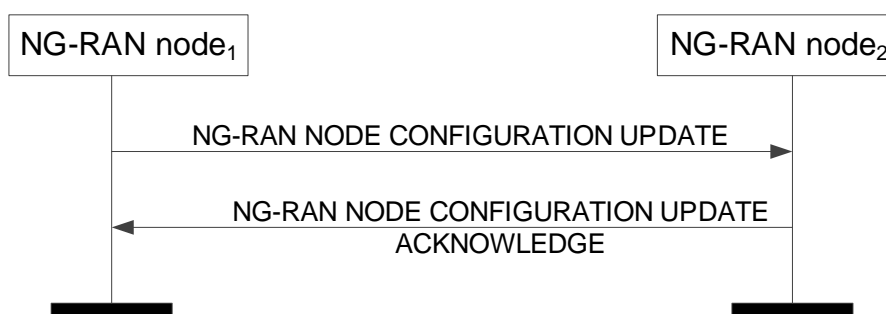 NG-RAN node₁
NG-RAN node₂
NG-RAN NODE CONFIGURATION UPDATE
NG-RAN NODE CONFIGURATION UPDATE
ACKNOWLEDGE